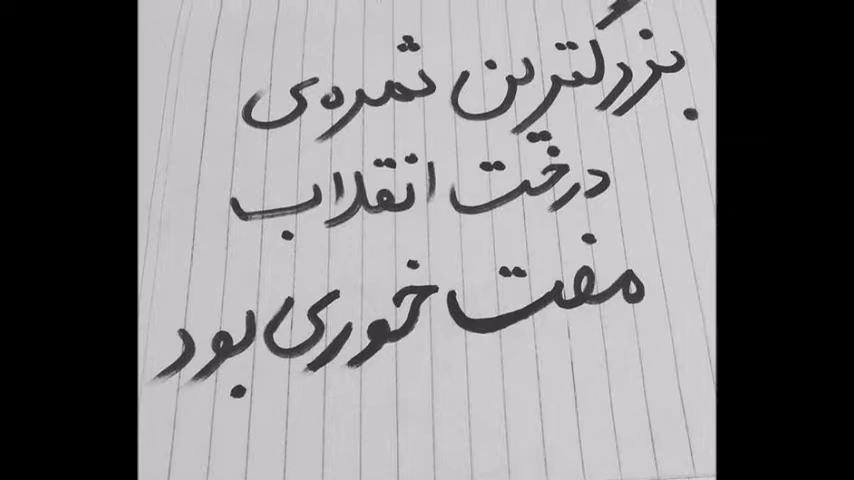 بزرگترین ثمره‌ی
درخت انقلاب
مفت خوری بود